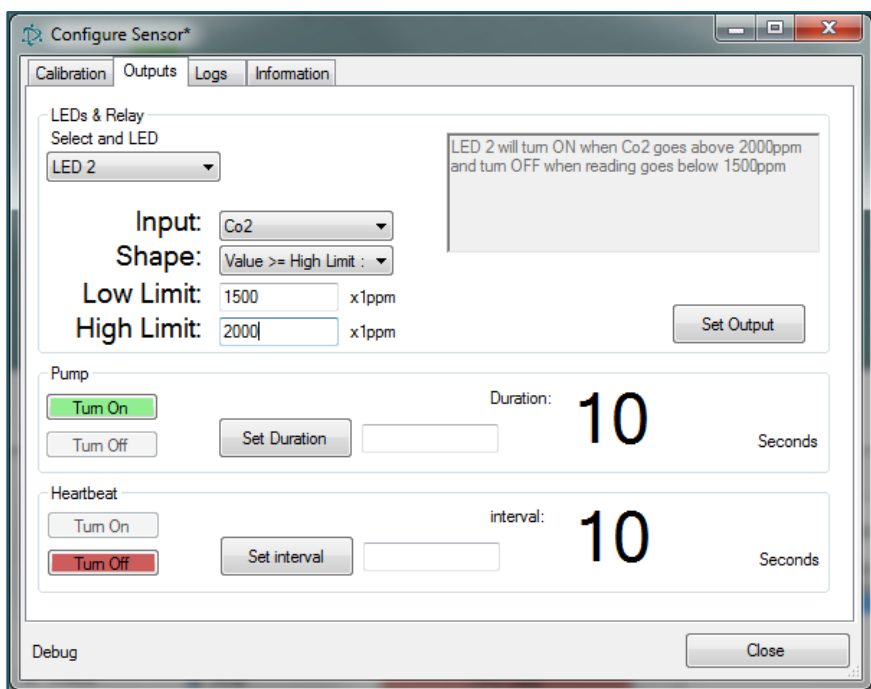 Configure Sensor*
Calibration Outputs Logs Information
LEDs & Relay
Select and LED
LED 2
LED 2 will turn ON when Co2 goes above 2000ppm
and turn OFF when reading goes below 1500ppm
Input: Co2
Shape: Value >= High Limit :
Low Limit: 1500 x1ppm
High Limit: 2000 x1ppm
Set Output
Pump
Turn On
Turn Off
Set Duration
Duration: 10 Seconds
Heartbeat
Turn On
Turn Off
Set interval
interval: 10 Seconds
Debug
Close